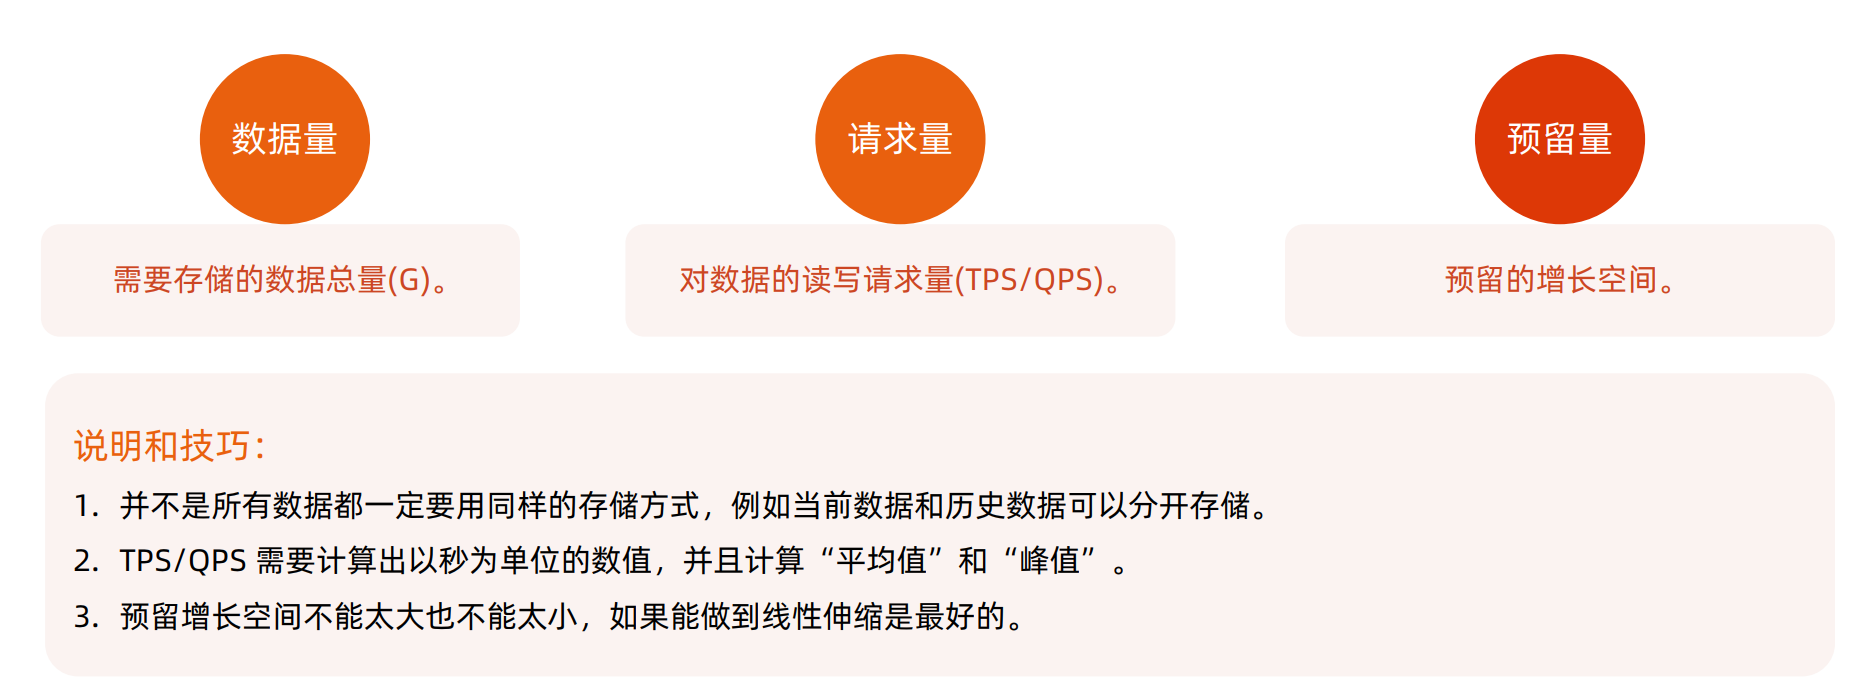 数据量
请求量
预留量
需要存储的数据总量(G)。
对数据的读写请求量(TPS/QPS)。
预留的增长空间。
说明和技巧：
1. 并不是所有数据都一定要用同样的存储方式，例如当前数据和历史数据可以分开存储。
2. TPS/QPS 需要计算出以秒为单位的数值，并且计算“平均值”和“峰值”。
3. 预留增长空间不能太大也不能太小，如果能做到线性伸缩是最好的。